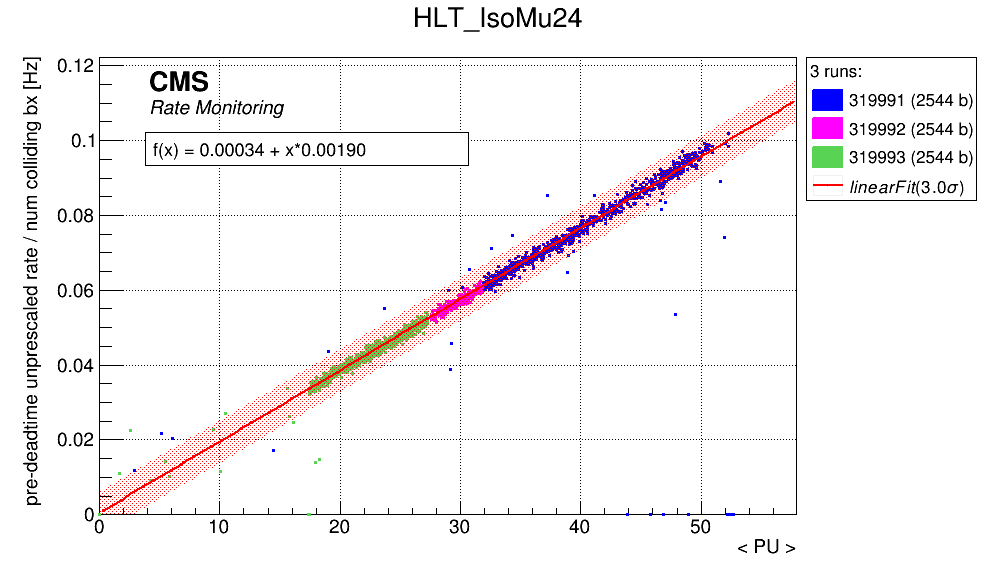 HLT_IsoMu24
pre-deadtime unprescaled rate / num colliding bx [Hz]
0.12
0.1
0.08
0.06
0.04
0.02
0
CMS
Rate Monitoring
f(x) = 0.00034 + x*0.00190
3 runs:
319991 (2544 b)
319992 (2544 b)
319993 (2544 b)
linearFit(3.0σ)
0 10 20 30 40 50
< PU >